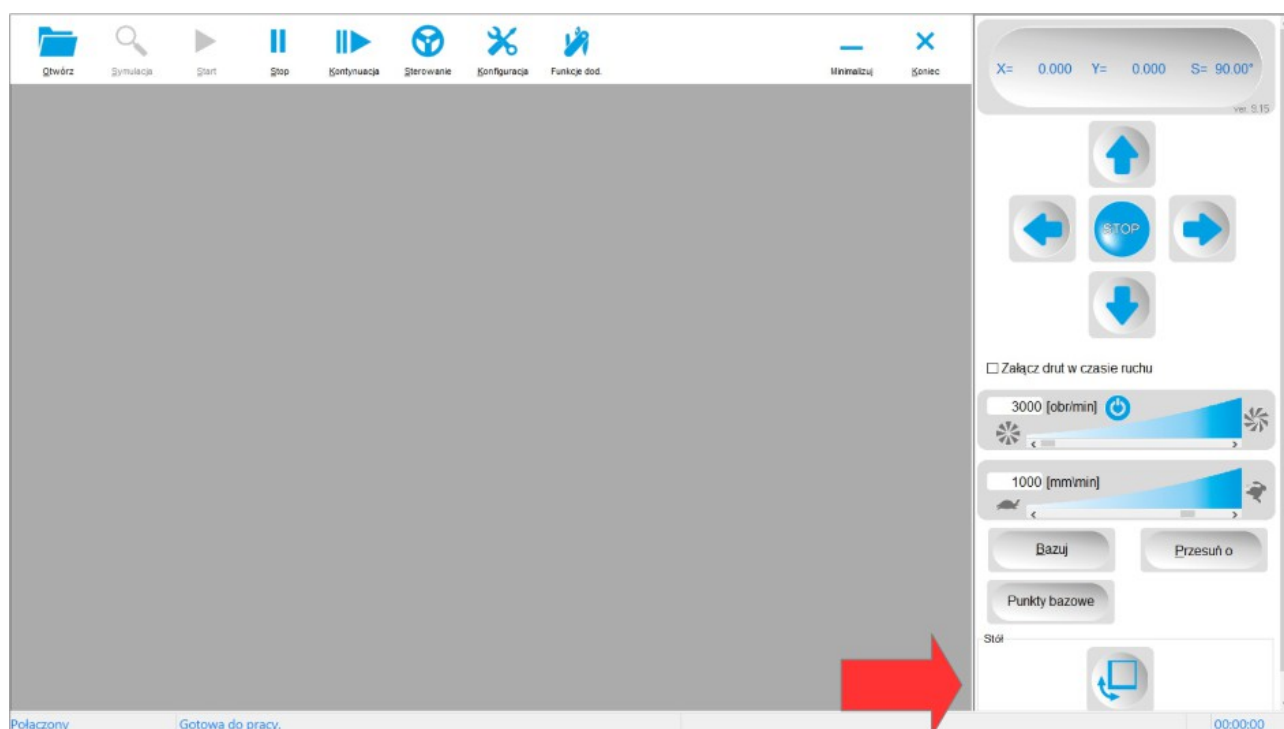 Otwórz Symulacja Start Stop Kontynuacja Sterowanie Konfiguracja Funkcje dod. Minimalizuj Koniec
X= 0.000 Y= 0.000 S= 90.00°
ver. 9.15
STOP
Załącz drut w czasie ruchu
3000 [obr/min]
1000 [mm\min]
Bazuj Przesuń o
Punkty bazowe
Stół
Połaczony Gotowa do pracy. 00:00:00